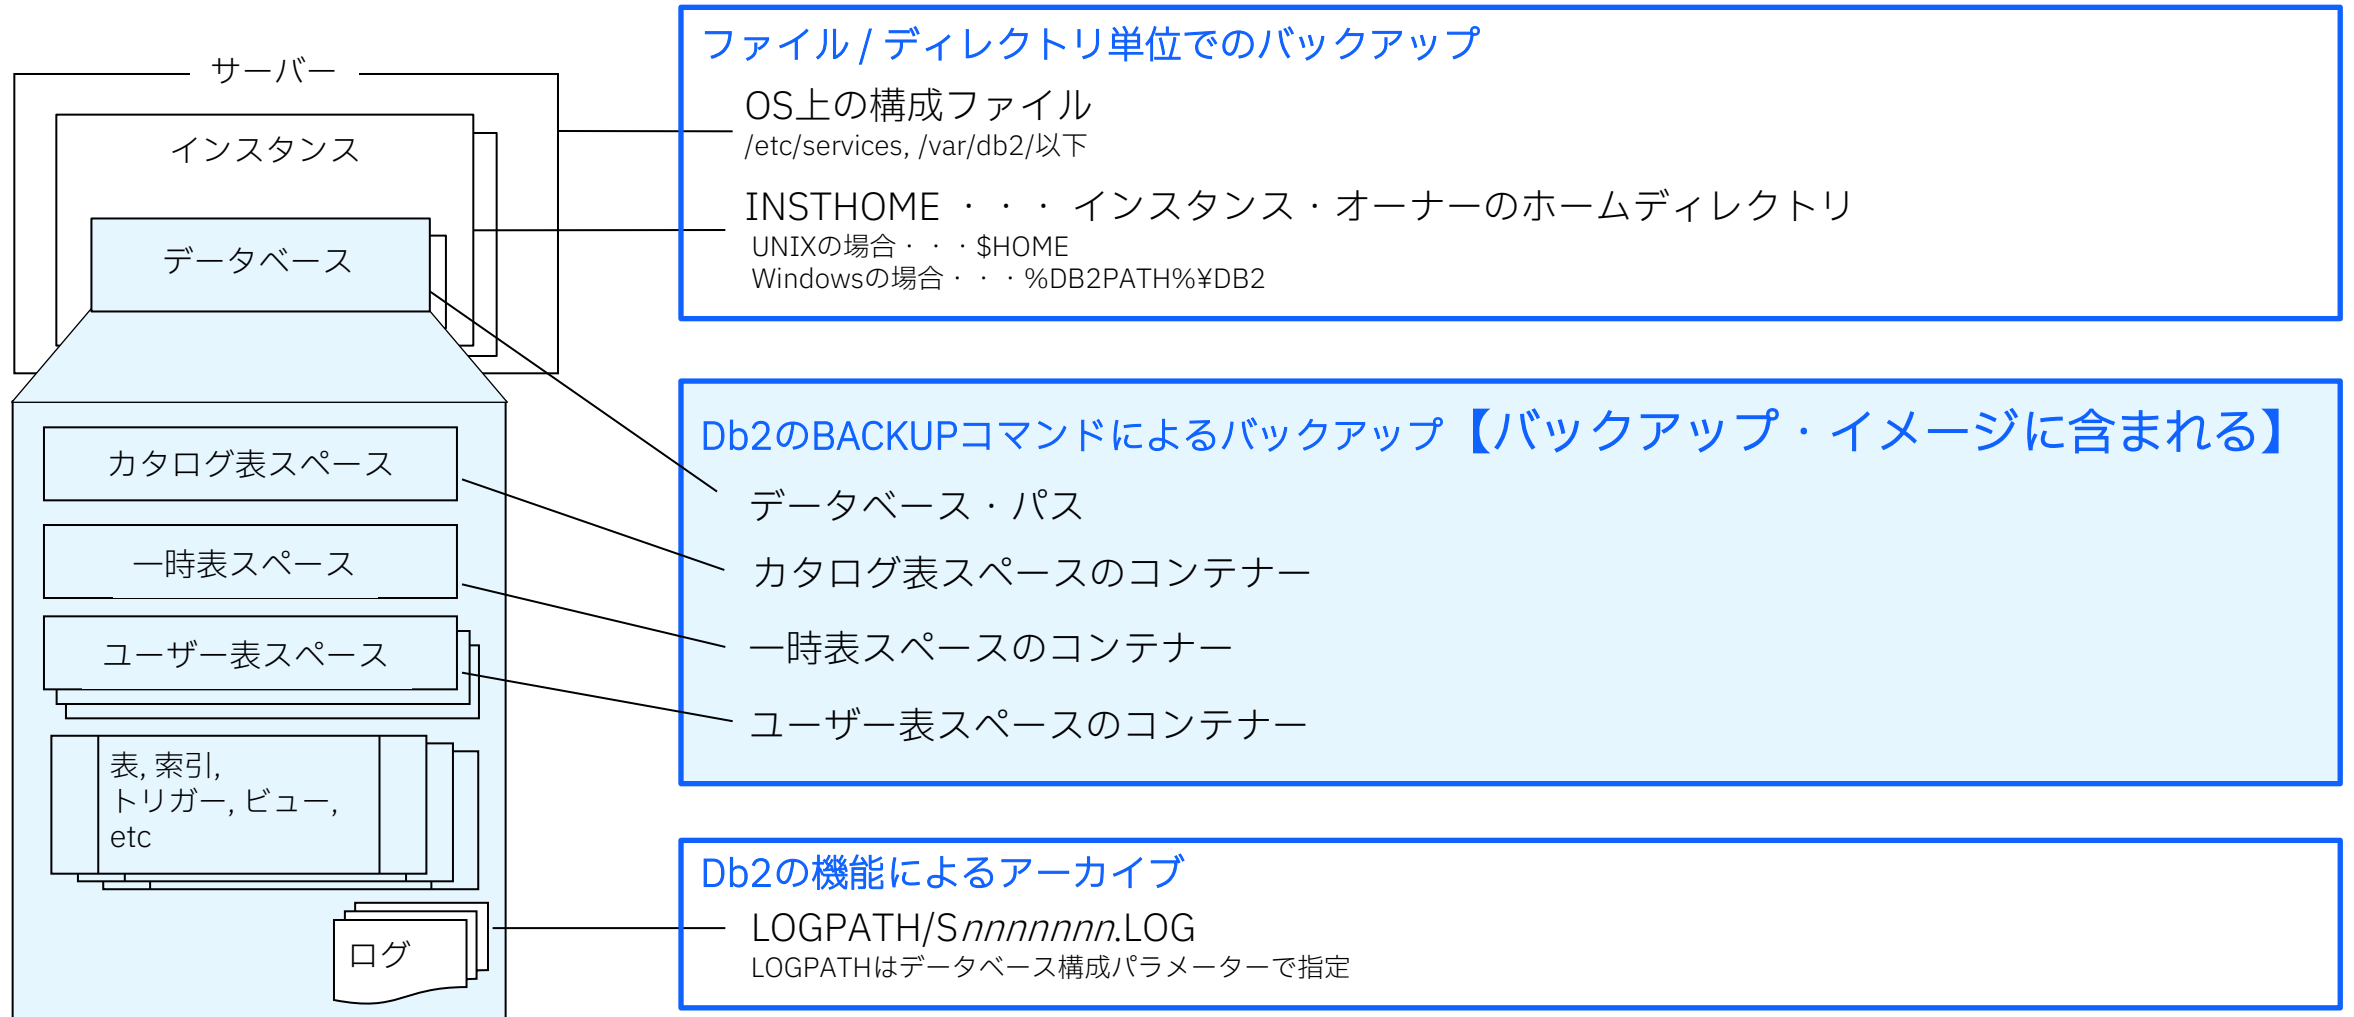 サーバー
インスタンス
データベース
カタログ表スペース
一時表スペース
ユーザー表スペース
表, 索引,
トリガー, ビュー,
etc
ログ
ファイル / ディレクトリ単位でのバックアップ
OS上の構成ファイル
/etc/services, /var/db2/以下
INSTHOME ・・・ インスタンス・オーナーのホームディレクトリ
UNIXの場合・・・$HOME
Windowsの場合・・・%DB2PATH%¥DB2
Db2のBACKUPコマンドによるバックアップ【バックアップ・イメージに含まれる】
データベース・パス
カタログ表スペースのコンテナー
一時表スペースのコンテナー
ユーザー表スペースのコンテナー
Db2の機能によるアーカイブ
LOGPATH/Snnnnnnn.LOG
LOGPATHはデータベース構成パラメーターで指定